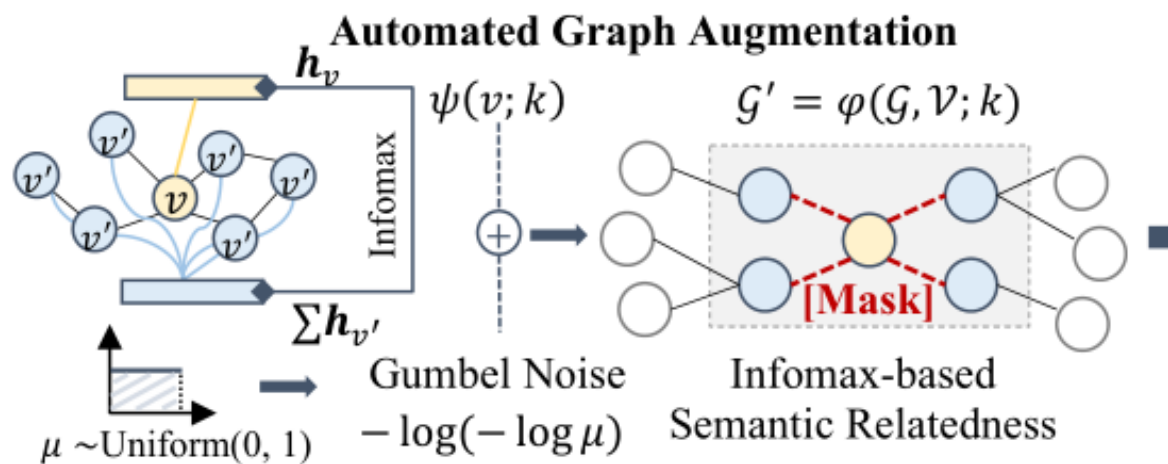 Automated Graph Augmentation
𝒉_v
ψ(v; k)
𝒢′ = φ(𝒢, 𝒱; k)
v′
v′
v′
v′
v
v′
v′
Infomax
+
[Mask]
∑𝒉_v′
Gumbel Noise
−log(−log μ)
Infomax-based
Semantic Relatedness
μ ~Uniform(0, 1)